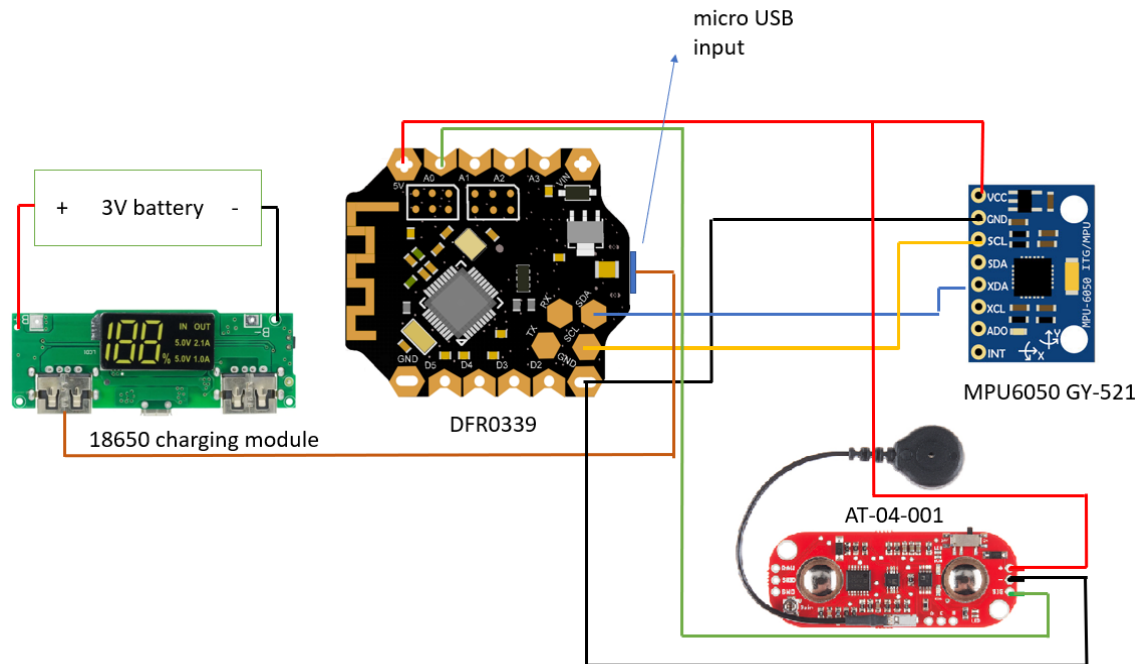 micro USB
input
5V A0 A1 A2 A3 VIN
+ 3V battery -
VCC
GND
SCL
SDA
XDA
XCL
ADO
INT
MPU-6050 ITG/MPU
X
Y
RX
SDA
TX
SCL
GND
GND D5 D4 D3 D2
B+
B-
188%
IN OUT
5.0V 2.1A
5.0V 1.0A
18650 charging module
DFR0339
MPU6050 GY-521
AT-04-001
+
-